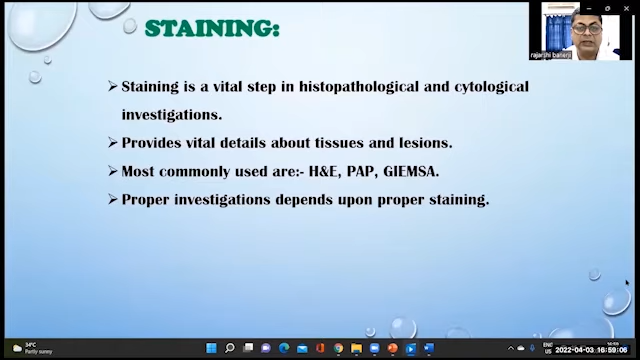 STAINING:
rajarshi banerji
➢ Staining is a vital step in histopathological and cytological
investigations.
➢ Provides vital details about tissues and lesions.
➢ Most commonly used are:- H&E, PAP, GIEMSA.
➢ Proper investigations depends upon proper staining.
34°C
Partly sunny
ENG
2022-04-03 16:59:06